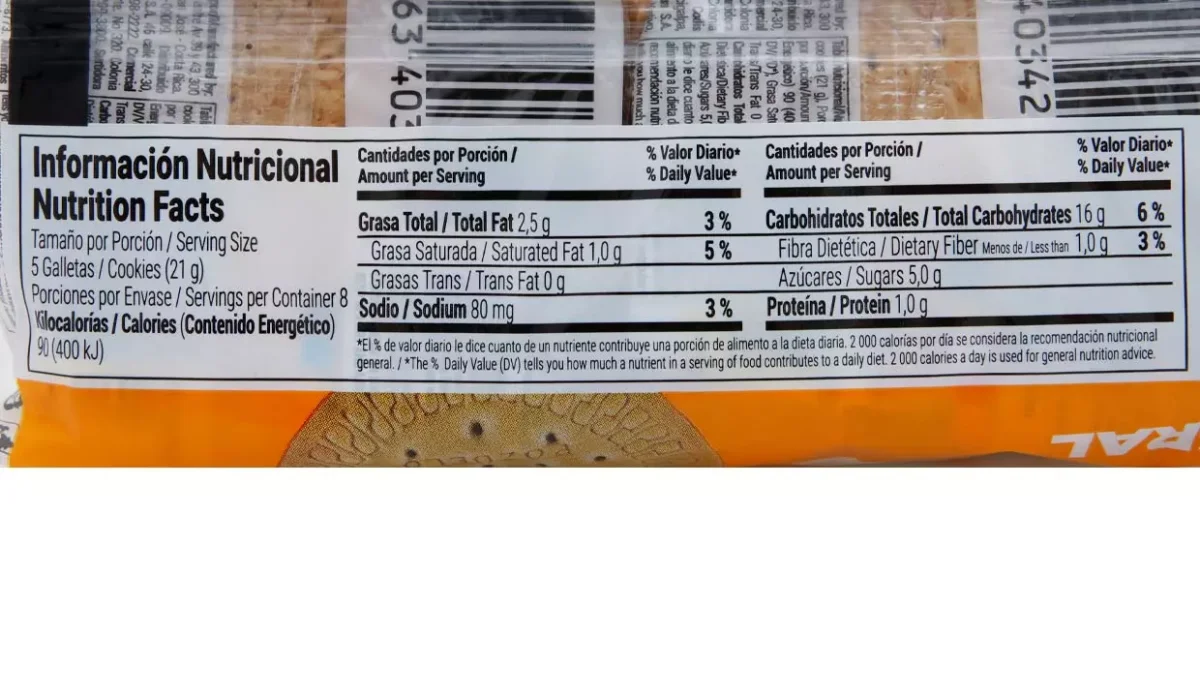 63 403
40342
Información Nutricional
Nutrition Facts
Tamaño por Porción / Serving Size
5 Galletas / Cookies (21 g)
Porciones por Envase / Servings per Container 8
Kilocalorías / Calories (Contenido Energético)
90 (400 kJ)
Cantidades por Porción / % Valor Diario*
Amount per Serving % Daily Value*
Grasa Total / Total Fat 2,5 g 3 %
Grasa Saturada / Saturated Fat 1,0 g 5 %
Grasas Trans / Trans Fat 0 g
Sodio / Sodium 80 mg 3 %
Cantidades por Porción / % Valor Diario*
Amount per Serving % Daily Value*
Carbohidratos Totales / Total Carbohydrates 16 g 6 %
Fibra Dietética / Dietary Fiber Menos de / Less than 1,0 g 3 %
Azúcares / Sugars 5,0 g
Proteína / Protein 1,0 g
*El % de valor diario le dice cuanto de un nutriente contribuye una porción de alimento a la dieta diaria. 2 000 calorías por día se considera la recomendación nutricional
general. / *The % Daily Value (DV) tells you how much a nutrient in a serving of food contributes to a daily diet. 2 000 calories a day is used for general nutrition advice.
RAL